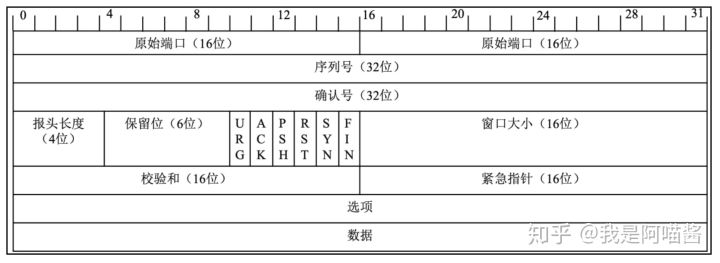 0 4 8 12 16 20 24 28 31
原始端口（16位） 原始端口（16位）
序列号（32位）
确认号（32位）
报头长度（4位） 保留位（6位） URG ACK PSH RST SYN FIN 窗口大小（16位）
校验和（16位） 紧急指针（16位）
选项
数据
知乎 @我是阿喵酱